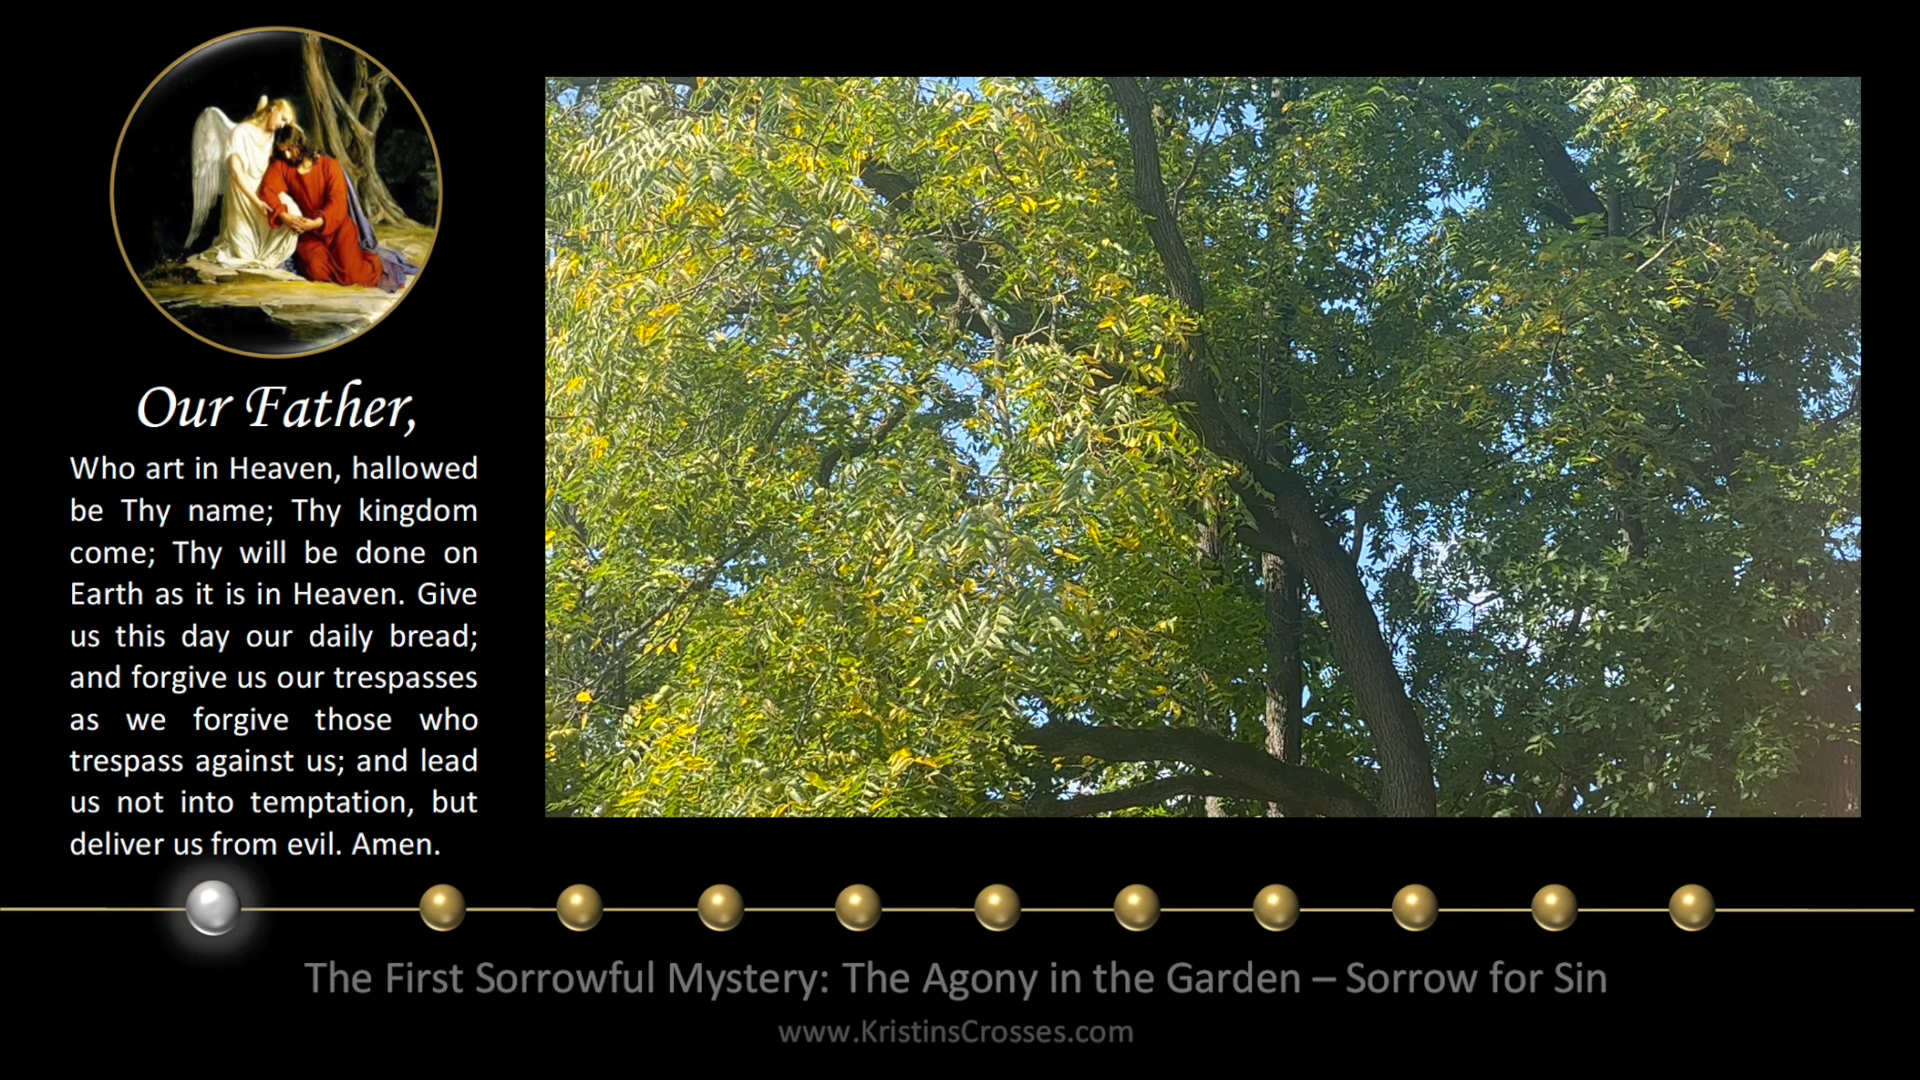 Our Father,
Who art in Heaven, hallowed
be Thy name; Thy kingdom
come; Thy will be done on
Earth as it is in Heaven. Give
us this day our daily bread;
and forgive us our trespasses
as we forgive those who
trespass against us; and lead
us not into temptation, but
deliver us from evil. Amen.
The First Sorrowful Mystery: The Agony in the Garden – Sorrow for Sin
www.KristinsCrosses.com